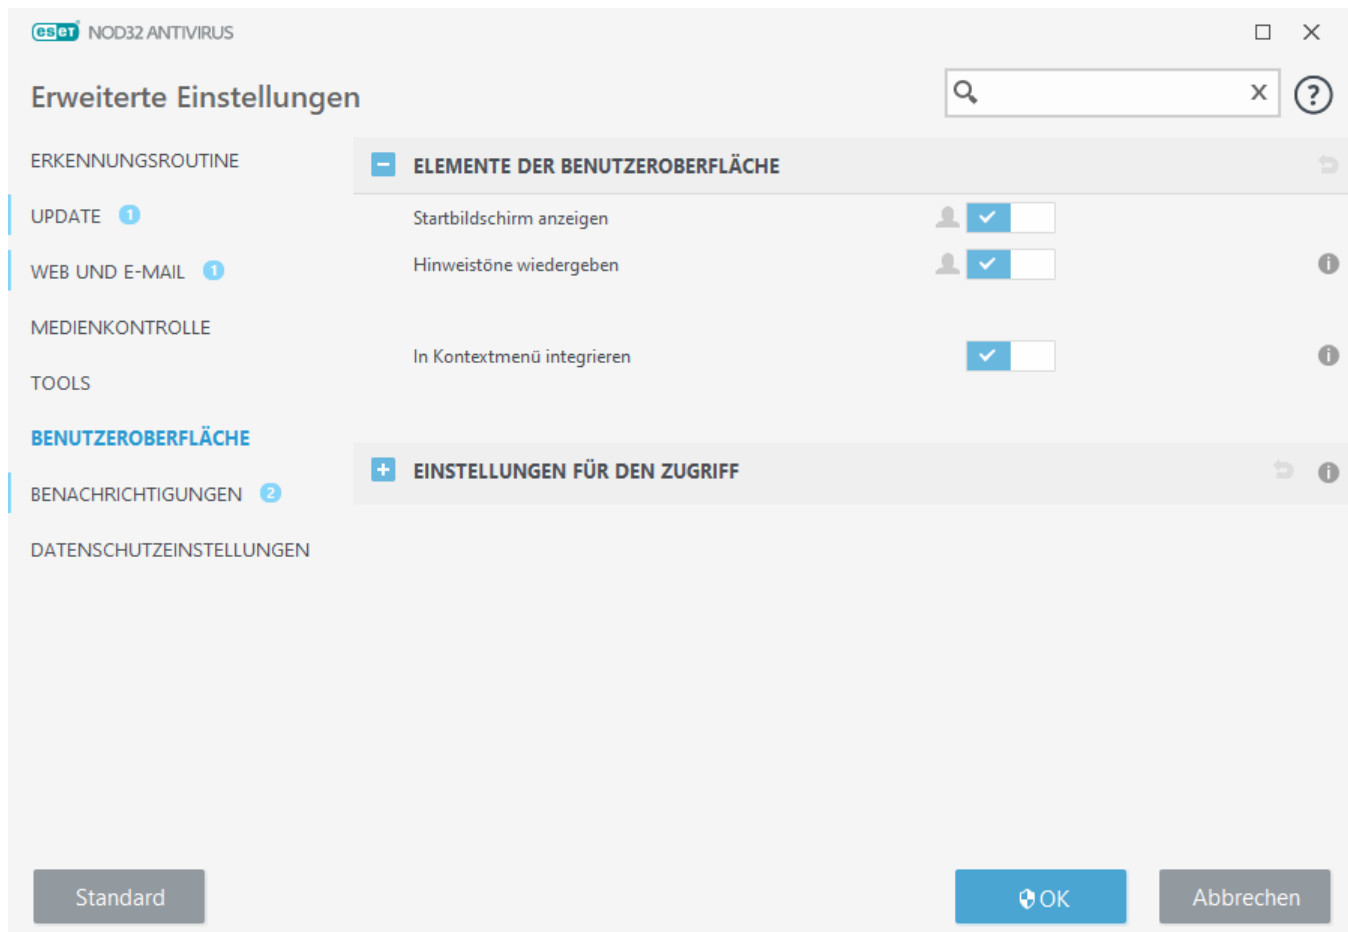 eseT NOD32 ANTIVIRUS
Erweiterte Einstellungen
x
?
ERKENNUNGSROUTINE
UPDATE 1
WEB UND E-MAIL 1
MEDIENKONTROLLE
TOOLS
BENUTZEROBERFLÄCHE
BENACHRICHTIGUNGEN 2
DATENSCHUTZEINSTELLUNGEN
ELEMENTE DER BENUTZEROBERFLÄCHE
Startbildschirm anzeigen
Hinweistöne wiedergeben
i
In Kontextmenü integrieren
i
EINSTELLUNGEN FÜR DEN ZUGRIFF
i
Standard
OK
Abbrechen